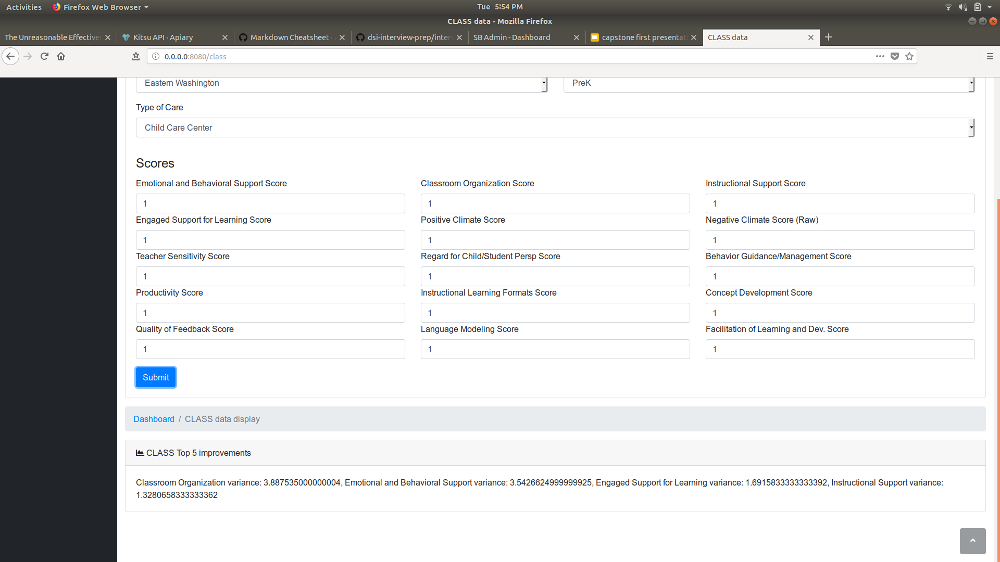 Activities Firefox Web Browser Tue 5:54 PM
CLASS data - Mozilla Firefox
The Unreasonable Effective Kitsu API · Apiary Markdown Cheatsheet · dsi-interview-prep/inter SB Admin - Dashboard capstone first presentat CLASS data
0.0.0.0:8080/class
Eastern Washington PreK
Type of Care
Child Care Center
Scores
Emotional and Behavioral Support Score Classroom Organization Score Instructional Support Score
1 1 1
Engaged Support for Learning Score Positive Climate Score Negative Climate Score (Raw)
1 1 1
Teacher Sensitivity Score Regard for Child/Student Persp Score Behavior Guidance/Management Score
1 1 1
Productivity Score Instructional Learning Formats Score Concept Development Score
1 1 1
Quality of Feedback Score Language Modeling Score Facilitation of Learning and Dev. Score
1 1 1
Submit
Dashboard / CLASS data display
CLASS Top 5 improvements
Classroom Organization variance: 3.887535000000004, Emotional and Behavioral Support variance: 3.5426624999999925, Engaged Support for Learning variance: 1.6915833333333392, Instructional Support variance:
1.3280658333333362